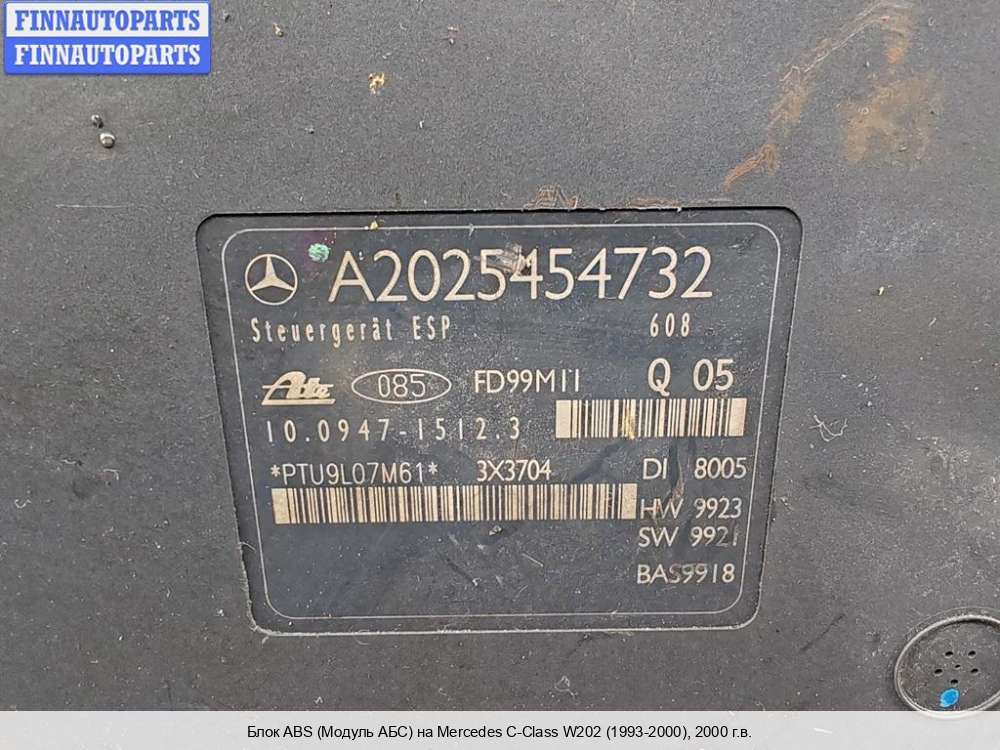 FINNAUTOPARTS
FINNAUTOPARTS
A2025454732
Steuergerät ESP 608
Ate 085 FD99M11 Q 05
10.0947-1512.3
*PTU9L07M61* 3X3704 DI 8005
HW 9923
SW 9921
BAS9918
Блок ABS (Модуль АБС) на Mercedes C-Class W202 (1993-2000), 2000 г.в.